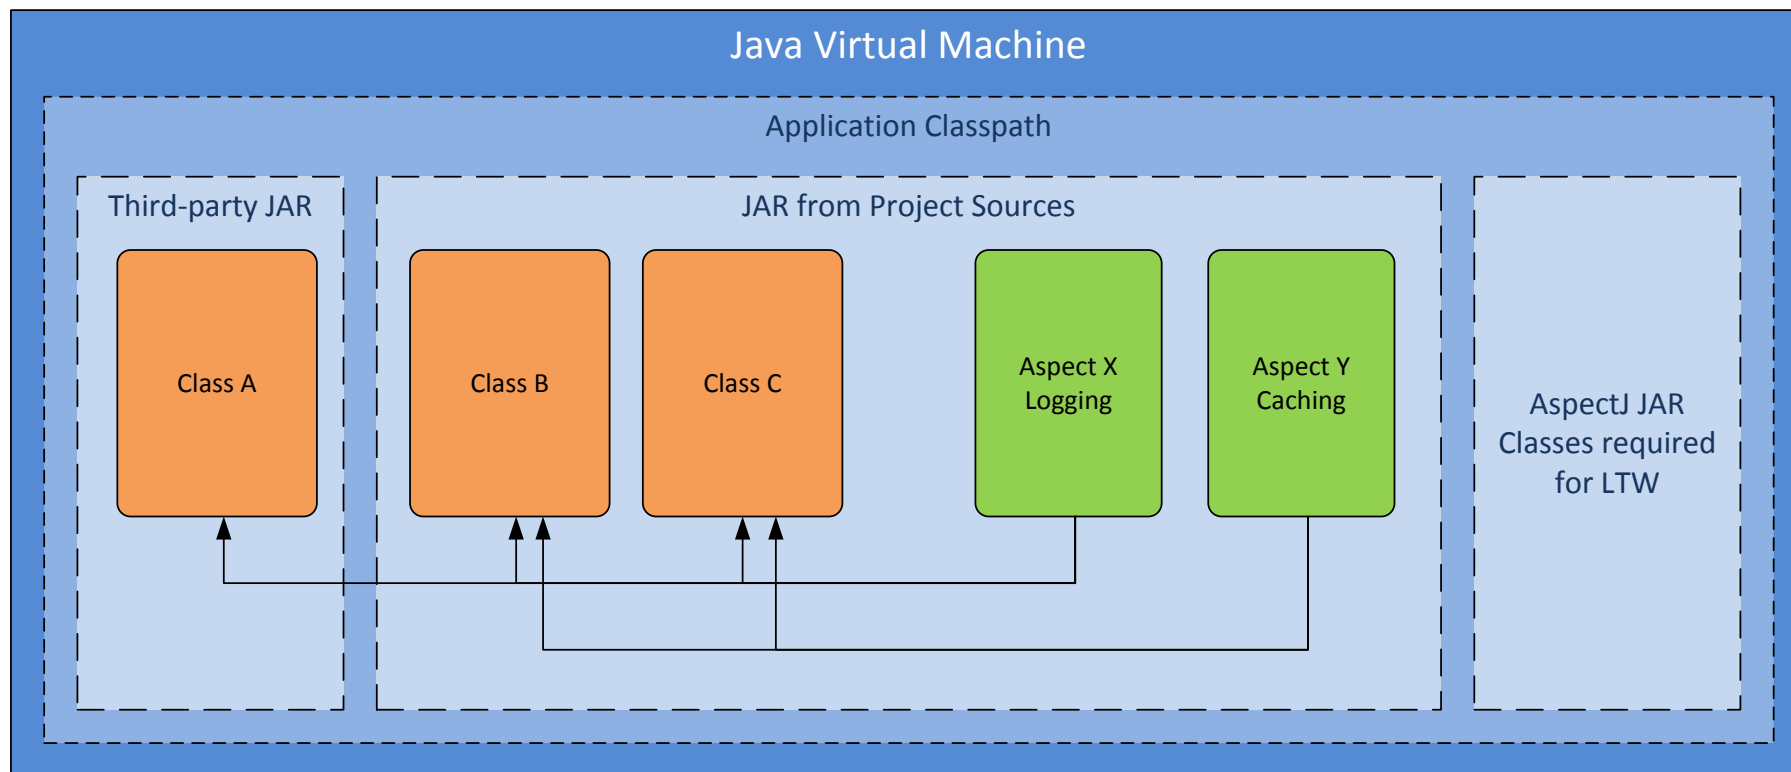 Java Virtual Machine
Application Classpath
Third-party JAR
JAR from Project Sources
Class A
Class B
Class C
Aspect X
Logging
Aspect Y
Caching
AspectJ JAR
Classes required
for LTW